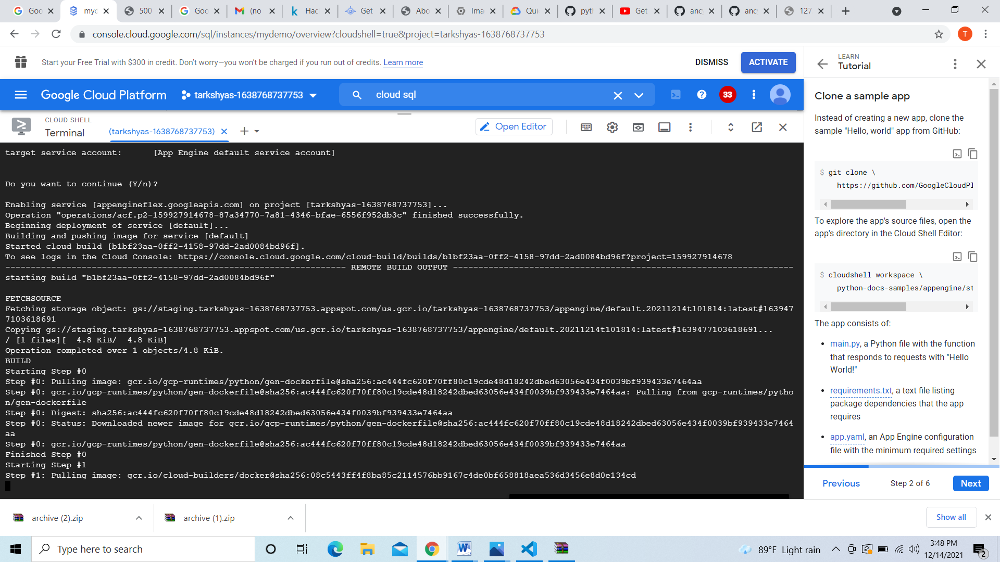 Goo
myc
500
Goo
(no
Hac
Get
Abo
Ima
Qui
pyth
Get
ancy
ancy
127
console.cloud.google.com/sql/instances/mydemo/overview?cloudshell=true&project=tarkshyas-1638768737753
T
Start your Free Trial with $300 in credit. Don't worry—you won't be charged if you run out of credits. Learn more
DISMISS
ACTIVATE
Google Cloud Platform
tarkshyas-1638768737753
cloud sql
33
CLOUD SHELL
Terminal
(tarkshyas-1638768737753)
Open Editor
target service account:      [App Engine default service account]
Do you want to continue (Y/n)?
Enabling service [appengineflex.googleapis.com] on project [tarkshyas-1638768737753]...
Operation "operations/acf.p2-159927914678-87a34770-7a81-4346-bfae-6556f952db3c" finished successfully.
Beginning deployment of service [default]...
Building and pushing image for service [default]
Started cloud build [b1bf23aa-0ff2-4158-97dd-2ad0084bd96f].
To see logs in the Cloud Console: https://console.cloud.google.com/cloud-build/builds/b1bf23aa-0ff2-4158-97dd-2ad0084bd96f?project=159927914678
------------------------------------------------------------------- REMOTE BUILD OUTPUT -------------------------------------------------------------------
starting build "b1bf23aa-0ff2-4158-97dd-2ad0084bd96f"
FETCHSOURCE
Fetching storage object: gs://staging.tarkshyas-1638768737753.appspot.com/us.gcr.io/tarkshyas-1638768737753/appengine/default.20211214t101814:latest#163947
7103618691
Copying gs://staging.tarkshyas-1638768737753.appspot.com/us.gcr.io/tarkshyas-1638768737753/appengine/default.20211214t101814:latest#1639477103618691...
/ [1 files][  4.8 KiB/  4.8 KiB]
Operation completed over 1 objects/4.8 KiB.
BUILD
Starting Step #0
Step #0: Pulling image: gcr.io/gcp-runtimes/python/gen-dockerfile@sha256:ac444fc620f70ff80c19cde48d18242dbed63056e434f0039bf939433e7464aa
Step #0: gcr.io/gcp-runtimes/python/gen-dockerfile@sha256:ac444fc620f70ff80c19cde48d18242dbed63056e434f0039bf939433e7464aa: Pulling from gcp-runtimes/pytho
n/gen-dockerfile
Step #0: Digest: sha256:ac444fc620f70ff80c19cde48d18242dbed63056e434f0039bf939433e7464aa
Step #0: Status: Downloaded newer image for gcr.io/gcp-runtimes/python/gen-dockerfile@sha256:ac444fc620f70ff80c19cde48d18242dbed63056e434f0039bf939433e7464
aa
Step #0: gcr.io/gcp-runtimes/python/gen-dockerfile@sha256:ac444fc620f70ff80c19cde48d18242dbed63056e434f0039bf939433e7464aa
Finished Step #0
Starting Step #1
Step #1: Pulling image: gcr.io/cloud-builders/docker@sha256:08c5443ff4f8ba85c2114576bb9167c4de0bf658818aea536d3456e8d0e134cd
LEARN
Tutorial
Clone a sample app
Instead of creating a new app, clone the
sample "Hello, world" app from GitHub:
$ git clone \
https://github.com/GoogleCloudPl
To explore the app's source files, open the
app's directory in the Cloud Shell Editor:
$ cloudshell workspace \
python-docs-samples/appengine/st
The app consists of:
• main.py, a Python file with the function
that responds to requests with "Hello
World!"
• requirements.txt, a text file listing
package dependencies that the app
requires
• app.yaml, an App Engine configuration
file with the minimum required settings
Previous
Step 2 of 6
Next
archive (2).zip
archive (1).zip
Show all
Type here to search
89°F Light rain
3:48 PM
12/14/2021
2